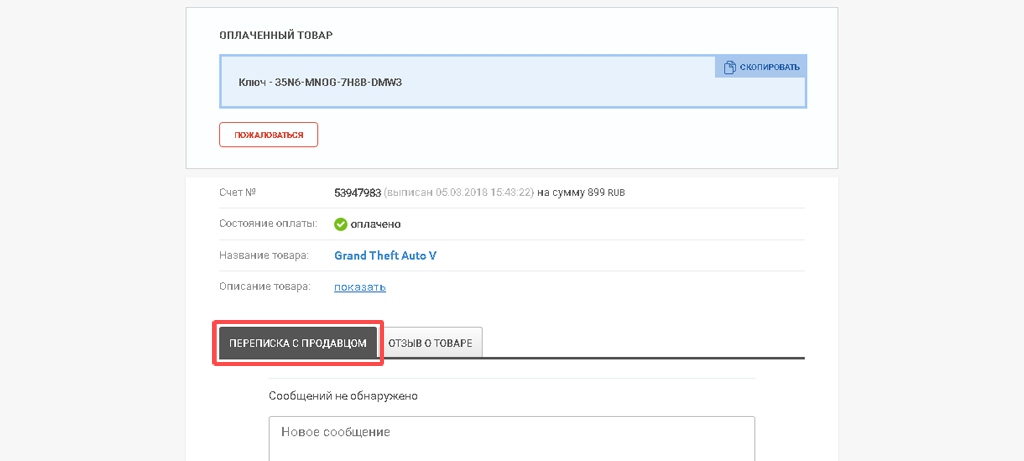 ОПЛАЧЕННЫЙ ТОВАР
СКОПИРОВАТЬ
Ключ - 35N6-MNOG-7H8B-DMW3
ПОЖАЛОВАТЬСЯ
Счет № 53947983 (выписан 05.03.2018 15:43:22) на сумму 899 RUB
Состояние оплаты: оплачено
Название товара: Grand Theft Auto V
Описание товара: показать
ПЕРЕПИСКА С ПРОДАВЦОМ ОТЗЫВ О ТОВАРЕ
Сообщений не обнаружено
Новое сообщение